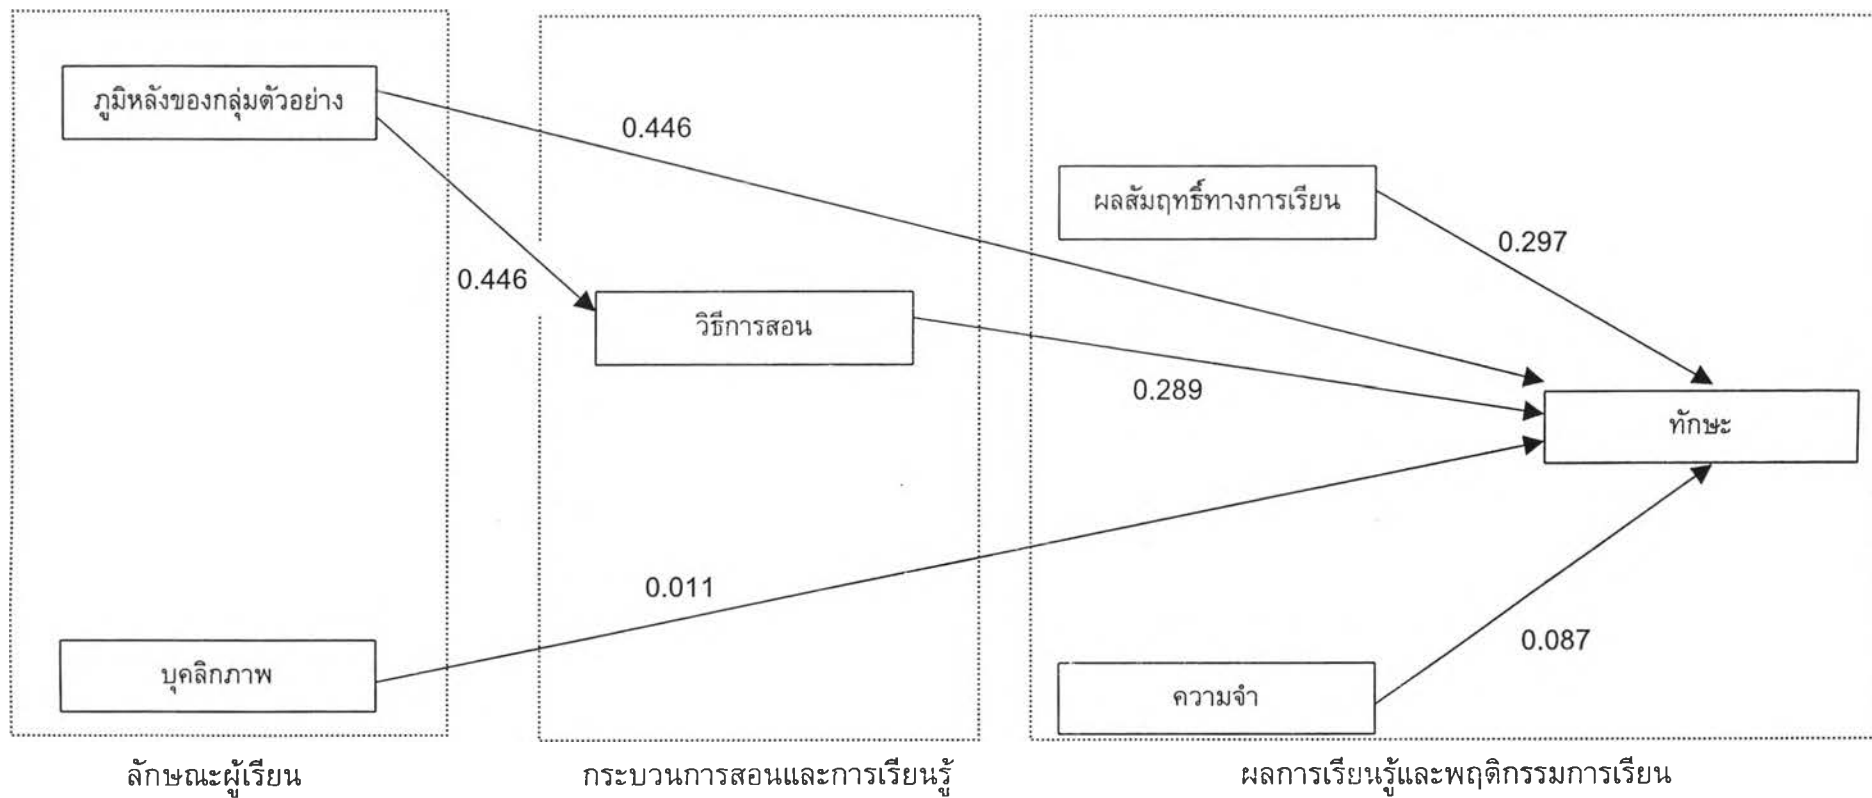 ภูมิหลังของกลุ่มตัวอย่าง
0.446
ผลสัมฤทธิ์ทางการเรียน
0.297
0.446
วิธีการสอน
0.289
ทักษะ
0.011
0.087
บุคลิกภาพ
ความจำ
ลักษณะผู้เรียน
กระบวนการสอนและการเรียนรู้
ผลการเรียนรู้และพฤติกรรมการเรียน